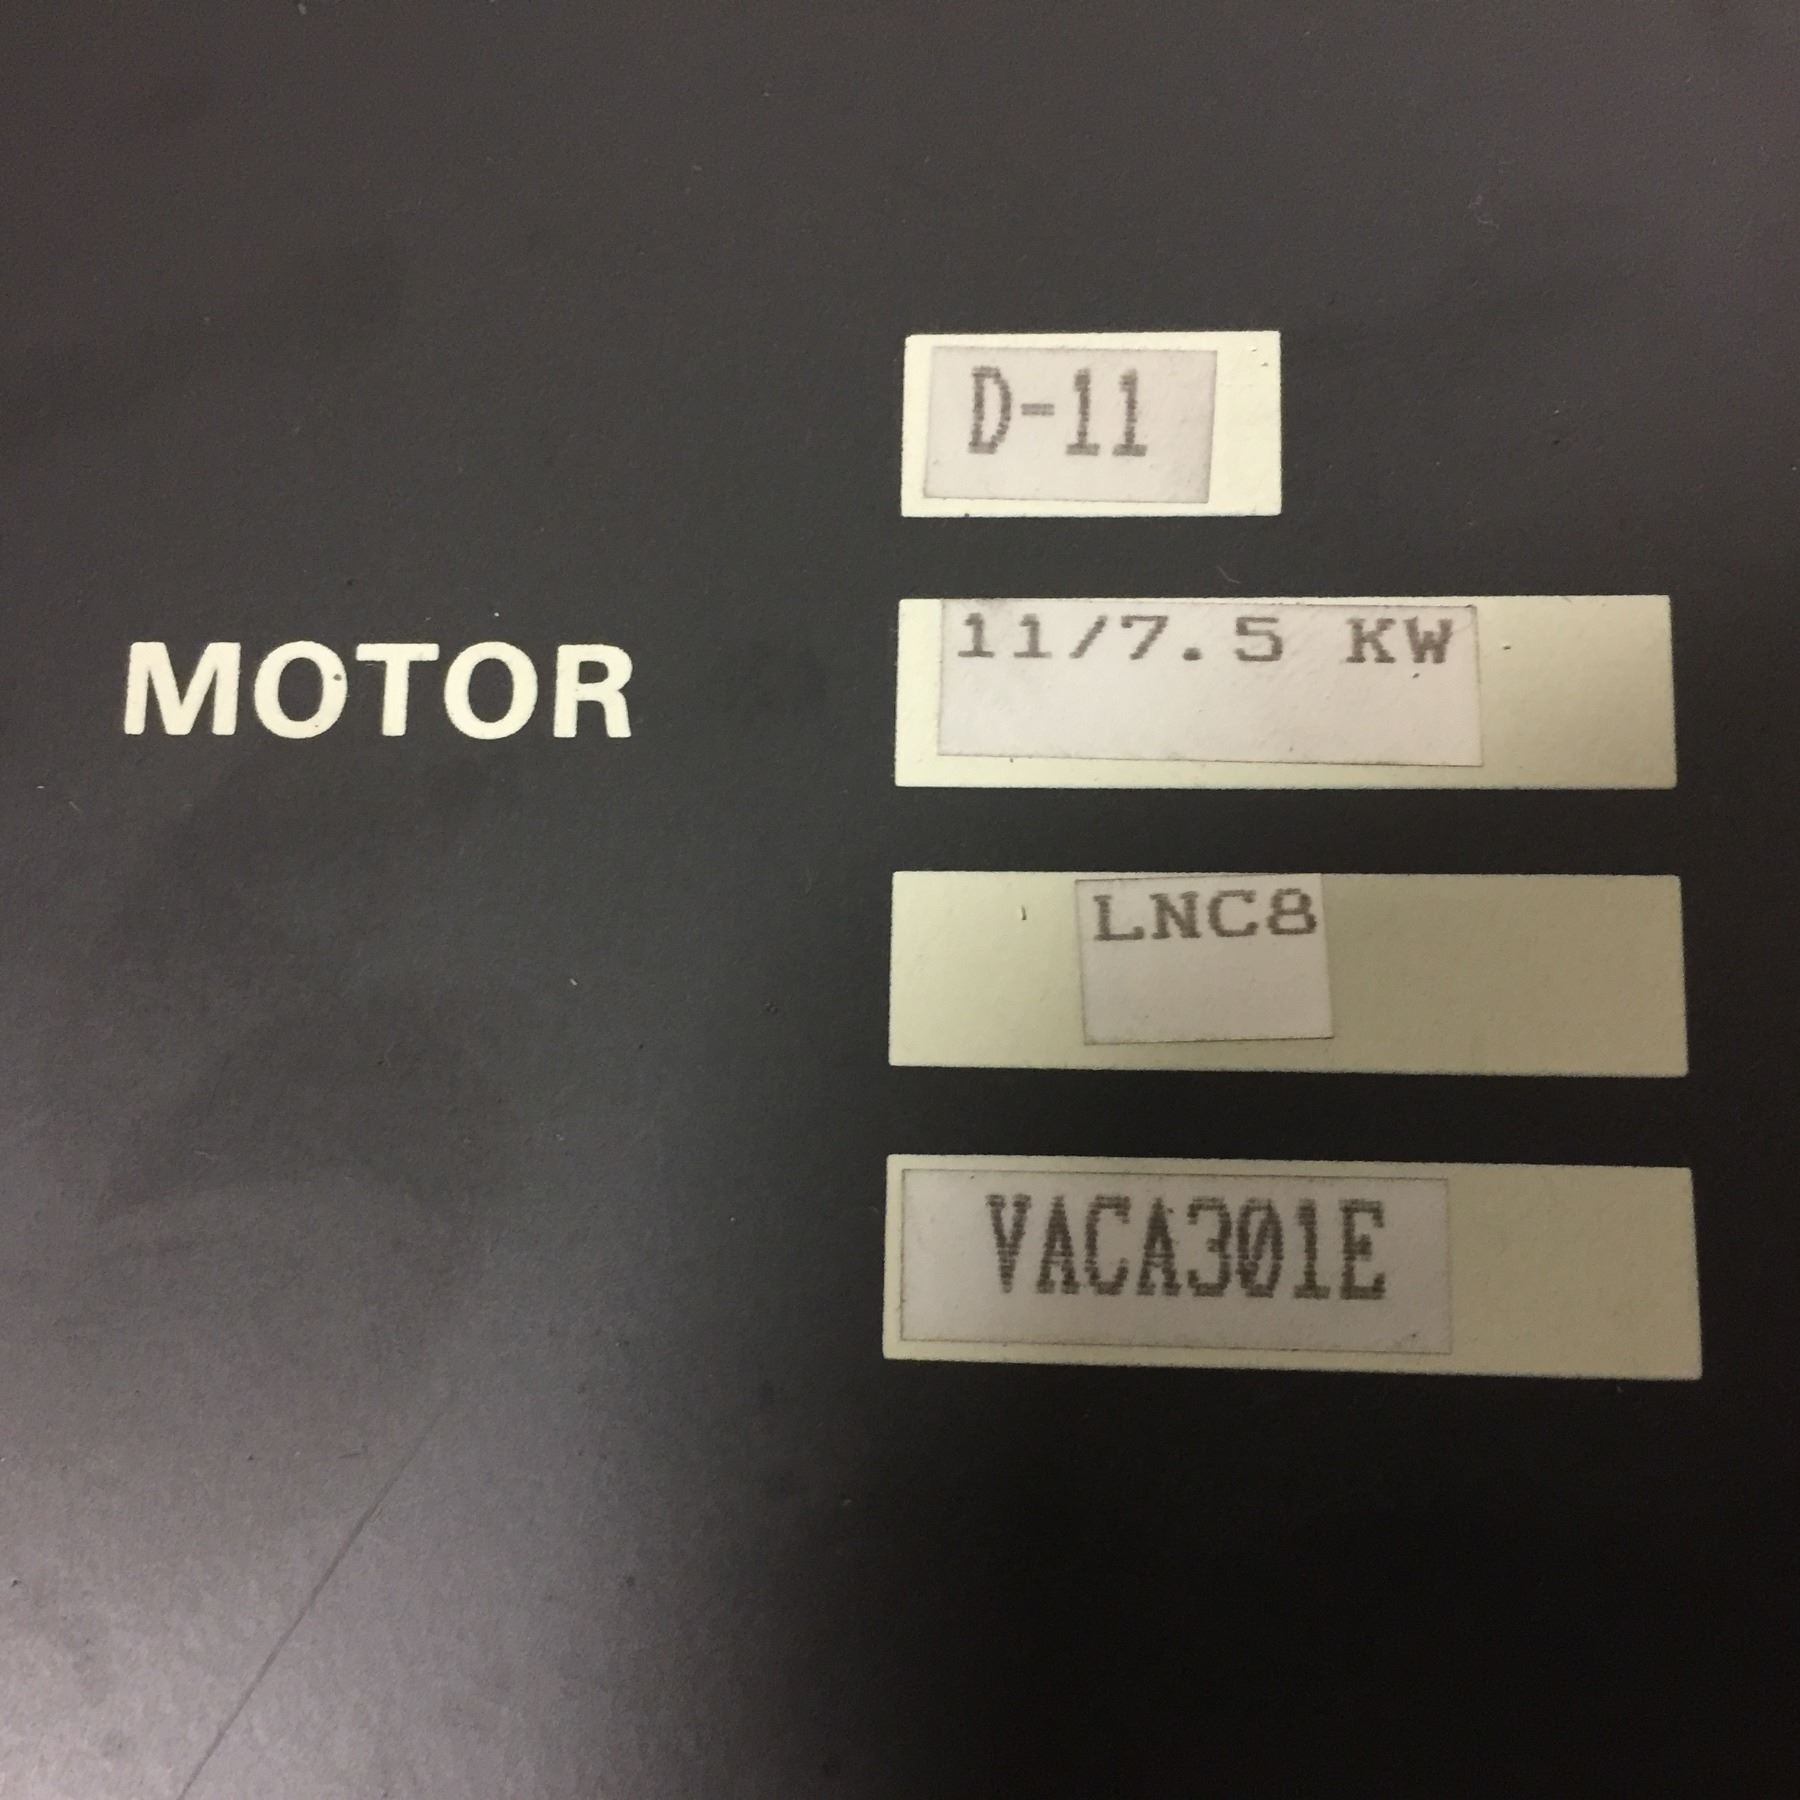 D-11
MOTOR 11/7.5 KW
LNC8
VACA301E